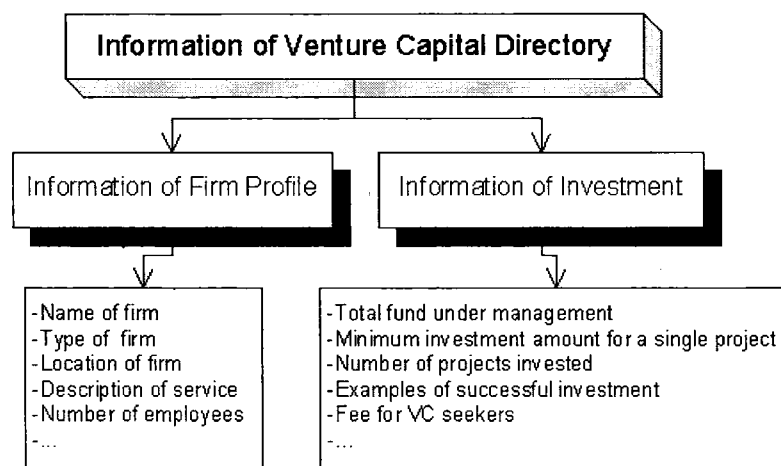 Information of Venture Capital Directory
Information of Firm Profile
Information of Investment
-Name of firm
-Type of firm
-Location of firm
-Description of service
-Number of employees
-...
-Total fund under management
-Minimum investment amount for a single project
-Number of projects invested
-Examples of successful investment
-Fee for VC seekers
-...